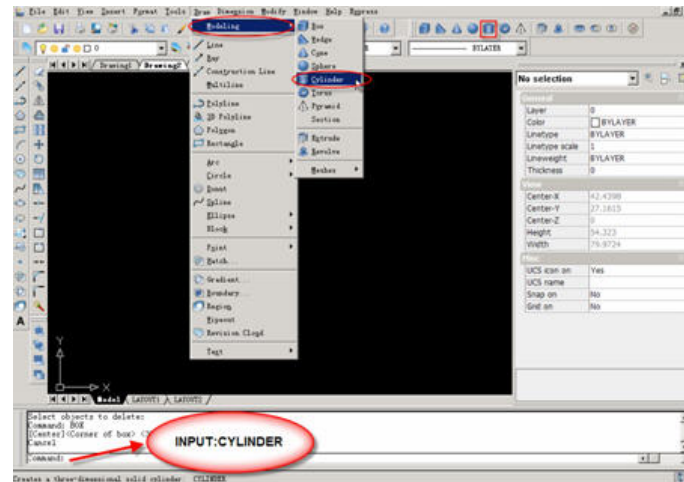 File Edit View Insert Format Tools Draw Dimension Modify Window Help Express
Drawing1 Drawing2
BYLAYER
Modeling
Line
Ray
Construction Line
Multiline
Polyline
3D Polyline
Polygon
Rectangle
Arc
Circle
Donut
Spline
Ellipse
Block
Point
Hatch...
Gradient...
Boundary...
Region
Wipeout
Revision Cloud
Text
Box
Wedge
Cone
Sphere
Cylinder
Torus
Pyramid
Section
Extrude
Revolve
Meshes
No selection
General
Layer 0
Color BYLAYER
Linetype BYLAYER
Linetype scale 1
Lineweight BYLAYER
Thickness 0
View
Center-X 42.4398
Center-Y 27.1615
Center-Z 0
Height 54.323
Width 79.9724
Misc
UCS icon on Yes
UCS name
Snap on No
Grid on No
Y
X
A
Model LAYOUT1 LAYOUT2
Select objects to delete:
Command: BOX
[Center]<Corner of box>
Cancel
Command:
INPUT:CYLINDER
Creates a three-dimensional solid cylinder: CYLINDER